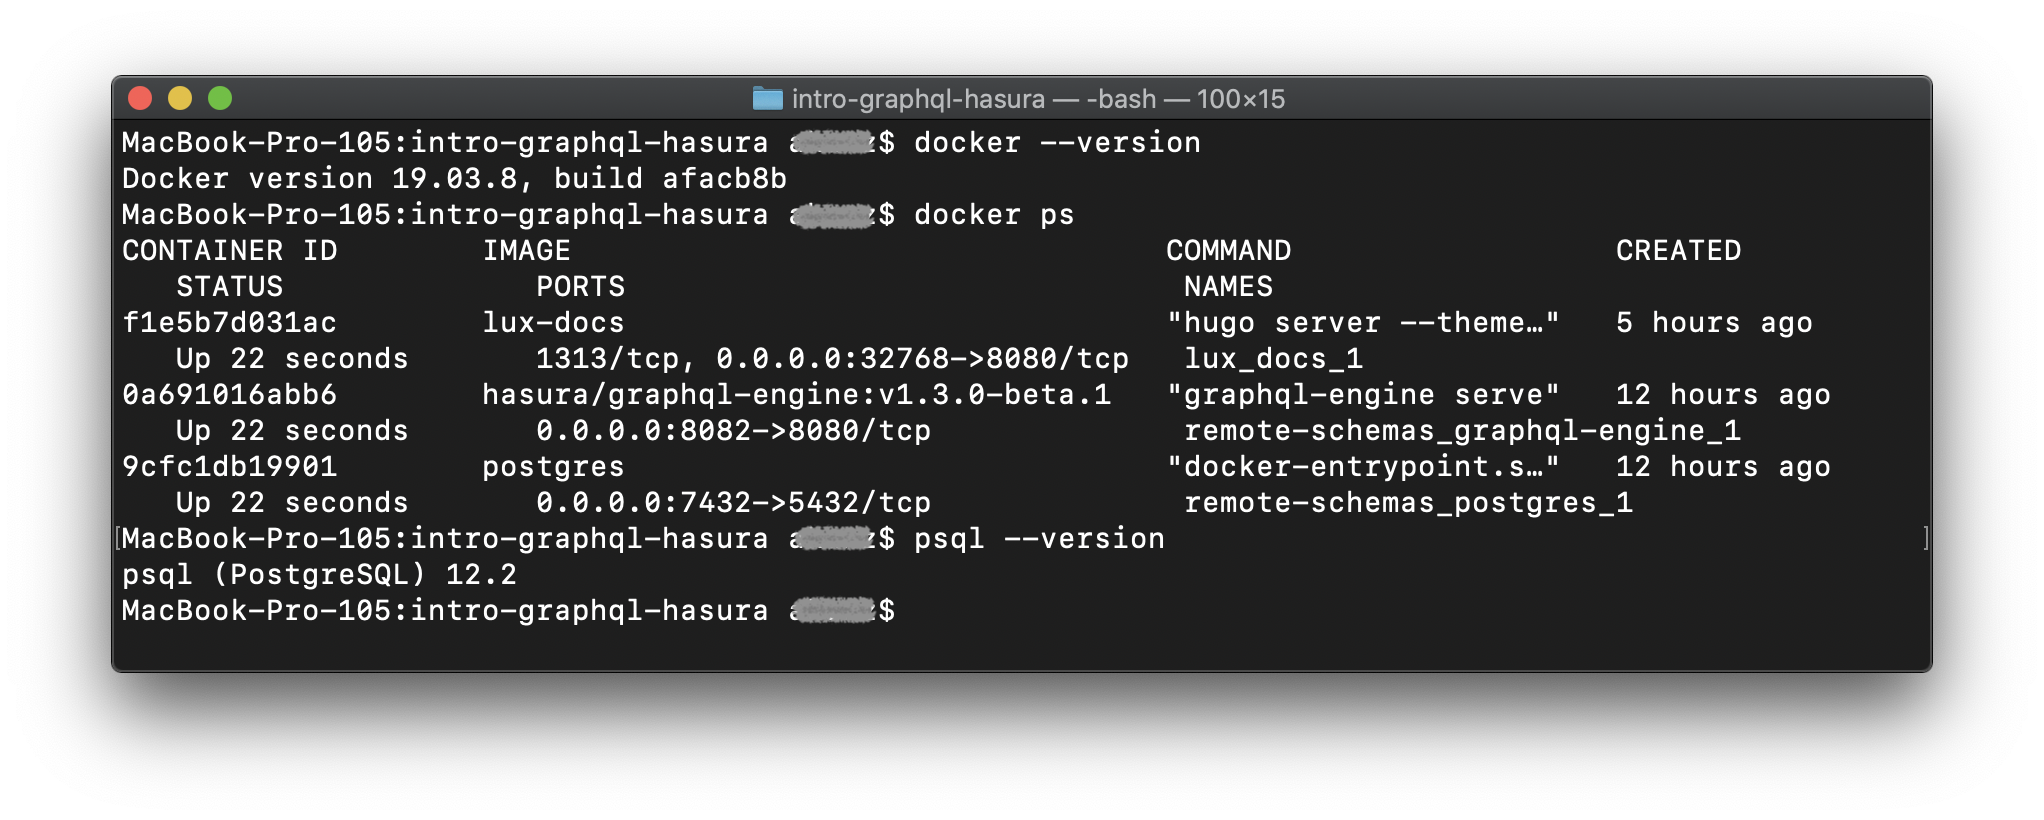 intro-graphql-hasura — -bash — 100×15
MacBook-Pro-105:intro-graphql-hasura $ docker --version
Docker version 19.03.8, build afacb8b
MacBook-Pro-105:intro-graphql-hasura $ docker ps
CONTAINER ID        IMAGE                                 COMMAND                  CREATED
   STATUS              PORTS                               NAMES
f1e5b7d031ac        lux-docs                              "hugo server --theme…"   5 hours ago
   Up 22 seconds       1313/tcp, 0.0.0.0:32768->8080/tcp   lux_docs_1
0a691016abb6        hasura/graphql-engine:v1.3.0-beta.1   "graphql-engine serve"   12 hours ago
   Up 22 seconds       0.0.0.0:8082->8080/tcp              remote-schemas_graphql-engine_1
9cfc1db19901        postgres                              "docker-entrypoint.s…"   12 hours ago
   Up 22 seconds       0.0.0.0:7432->5432/tcp              remote-schemas_postgres_1
[MacBook-Pro-105:intro-graphql-hasura $ psql --version ]
psql (PostgreSQL) 12.2
MacBook-Pro-105:intro-graphql-hasura $